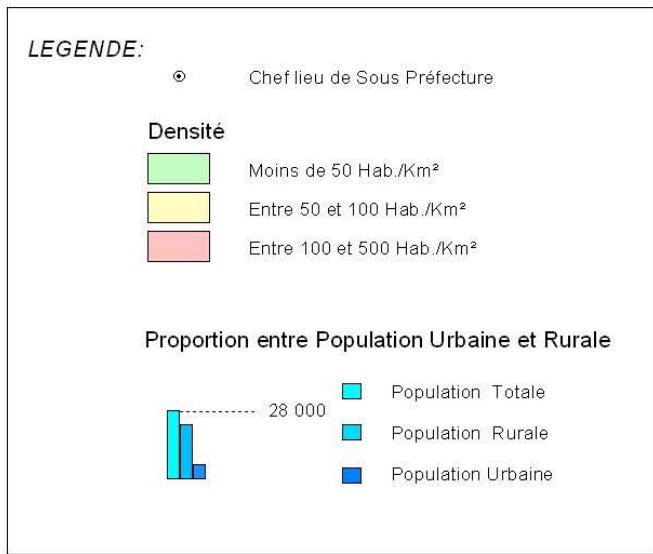 LEGENDE:
Chef lieu de Sous Préfecture
Densité
Moins de 50 Hab./Km²
Entre 50 et 100 Hab./Km²
Entre 100 et 500 Hab./Km²
Proportion entre Population Urbaine et Rurale
28 000
Population Totale
Population Rurale
Population Urbaine